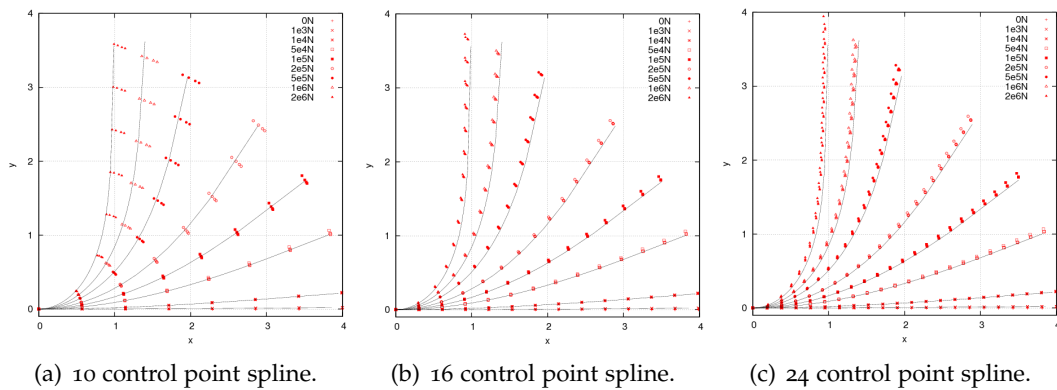 4
3
2
1
0
0
1
2
3
4
y
x
0N
1e3N
1e4N
5e4N
1e5N
2e5N
5e5N
1e6N
2e6N
(a) 10 control point spline.
4
3
2
1
0
0
1
2
3
4
y
x
0N
1e3N
1e4N
5e4N
1e5N
2e5N
5e5N
1e6N
2e6N
(b) 16 control point spline.
4
3
2
1
0
0
1
2
3
4
y
x
0N
1e3N
1e4N
5e4N
1e5N
2e5N
5e5N
1e6N
2e6N
(c) 24 control point spline.